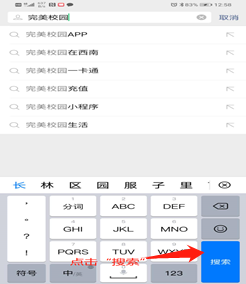 83% 12:58
完美校园 取消
完美校园APP
完美校园在西南
完美校园一卡通
完美校园充值
完美校园小程序
完美校园生活
长 林 区 园 服 子 里
, 分词 ABC DEF
°
? GHI JKL MNO
! PQRS TUV WXYZ
点击“搜索”
符号 中 123 搜索